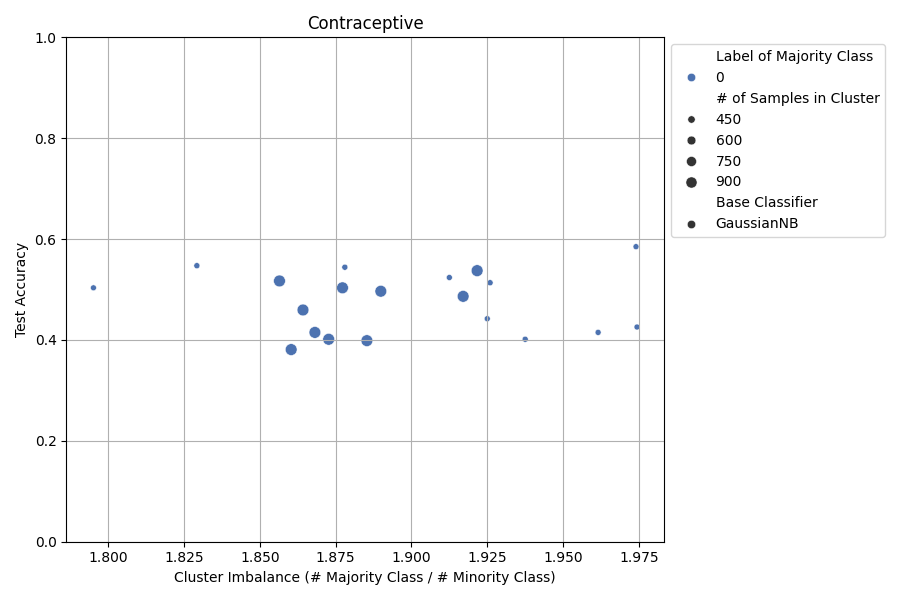 Contraceptive
Test Accuracy
1.0
0.8
0.6
0.4
0.2
0.0
1.800 1.825 1.850 1.875 1.900 1.925 1.950 1.975
Cluster Imbalance (# Majority Class / # Minority Class)
Label of Majority Class
0
# of Samples in Cluster
450
600
750
900
Base Classifier
GaussianNB